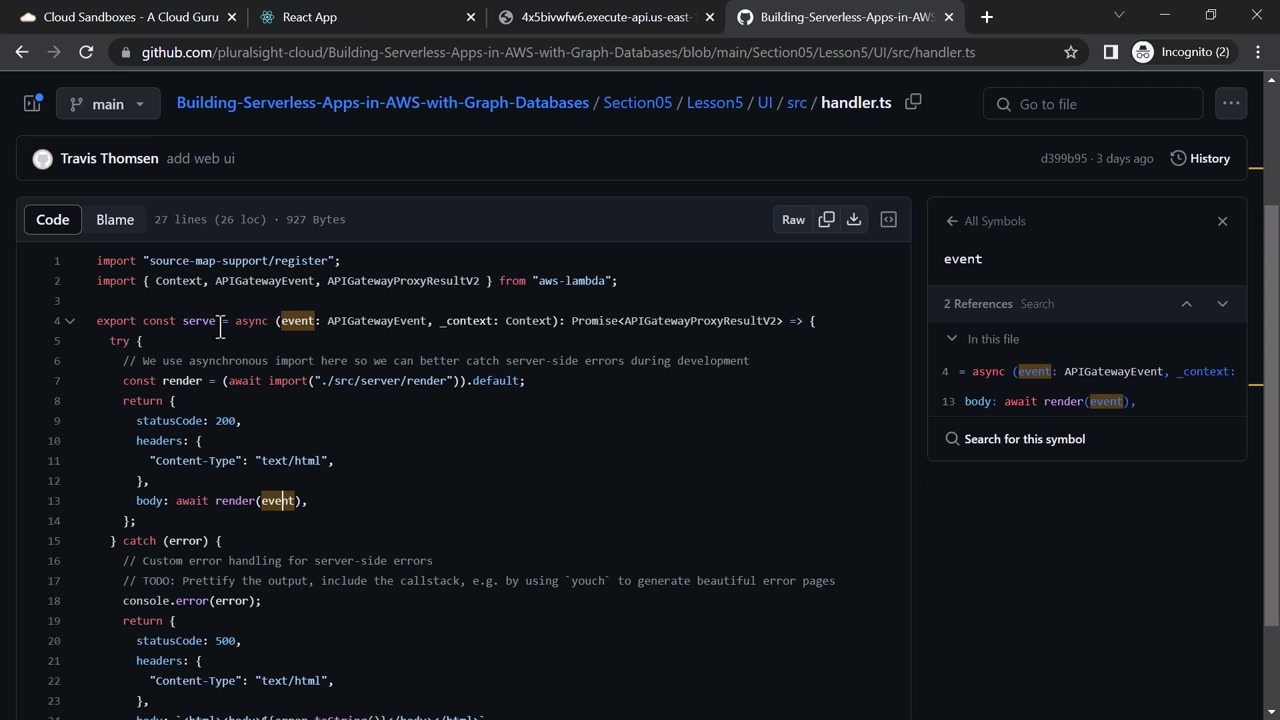 Cloud Sandboxes - A Cloud Guru
React App
4x5bivwfw6.execute-api.us-east-
Building-Serverless-Apps-in-AWS
github.com/pluralsight-cloud/Building-Serverless-Apps-in-AWS-with-Graph-Databases/blob/main/Section05/Lesson5/UI/src/handler.ts
Incognito (2)
main
Building-Serverless-Apps-in-AWS-with-Graph-Databases / Section05 / Lesson5 / UI / src / handler.ts
Go to file
Travis Thomsen add web ui
d399b95 · 3 days ago
History
Code Blame 27 lines (26 loc) · 927 Bytes
Raw
1 import "source-map-support/register";
2 import { Context, APIGatewayEvent, APIGatewayProxyResultV2 } from "aws-lambda";
3
4 export const serve = async (event: APIGatewayEvent, _context: Context): Promise<APIGatewayProxyResultV2> => {
5 try {
6 // We use asynchronous import here so we can better catch server-side errors during development
7 const render = (await import("./src/server/render")).default;
8 return {
9 statusCode: 200,
10 headers: {
11 "Content-Type": "text/html",
12 },
13 body: await render(event),
14 };
15 } catch (error) {
16 // Custom error handling for server-side errors
17 // TODO: Prettify the output, include the callstack, e.g. by using `youch` to generate beautiful error pages
18 console.error(error);
19 return {
20 statusCode: 500,
21 headers: {
22 "Content-Type": "text/html",
23 },
All Symbols
event
2 References Search
In this file
4 = async (event: APIGatewayEvent, _context:
13 body: await render(event),
Search for this symbol